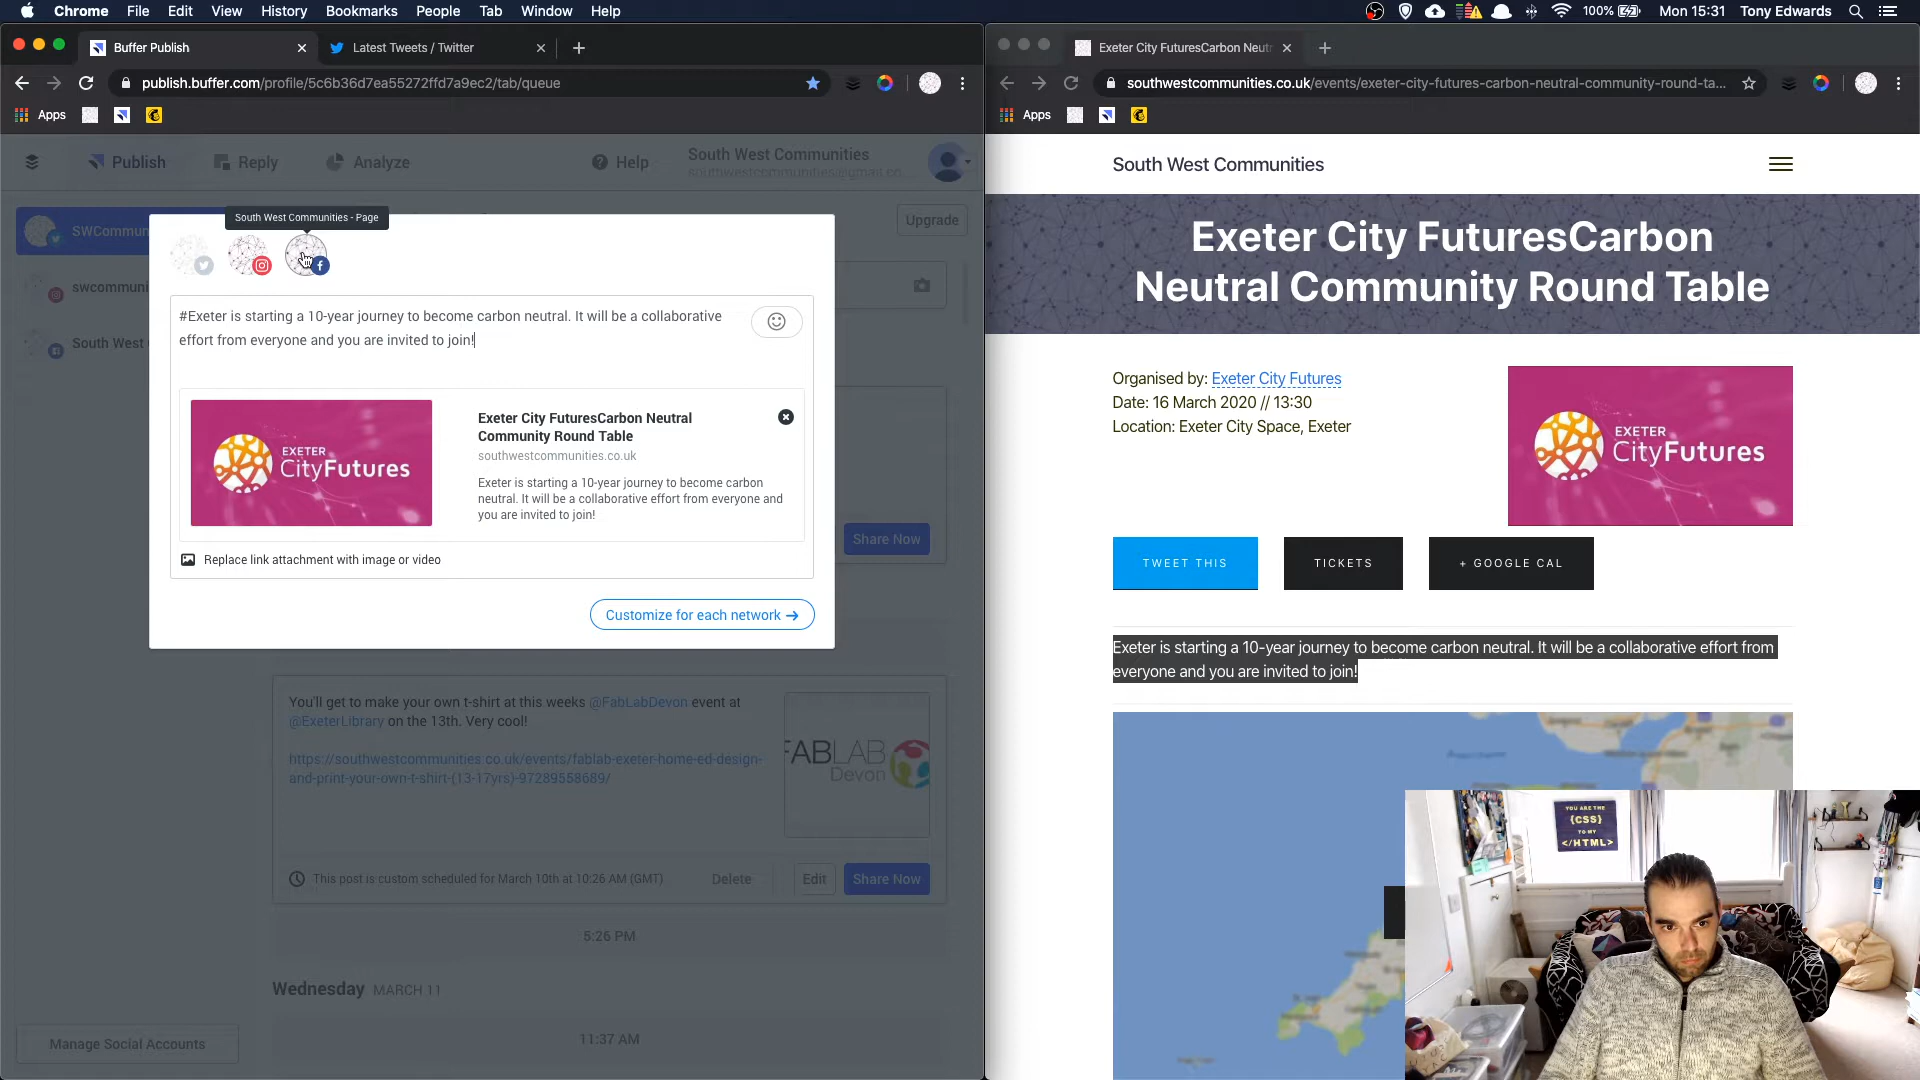 Chrome File Edit View History Bookmarks People Tab Window Help
100% Mon 15:31 Tony Edwards
Buffer Publish
Latest Tweets / Twitter
publish.buffer.com/profile/5c6b36d7ea55272ffd7a9ec2/tab/queue
Apps
Publish Reply Analyze Help
South West Communities
southwestcommunities@gmail.co
SWCommun
Upgrade
South West Communities - Page
swcommuni
South West
#Exeter is starting a 10-year journey to become carbon neutral. It will be a collaborative
effort from everyone and you are invited to join!
EXETER
CityFutures
Exeter City FuturesCarbon Neutral
Community Round Table
southwestcommunities.co.uk
Exeter is starting a 10-year journey to become carbon
neutral. It will be a collaborative effort from everyone and
you are invited to join!
Replace link attachment with image or video
Share Now
Customize for each network
You'll get to make your own t-shirt at this weeks @FabLabDevon event at
@ExeterLibrary on the 13th. Very cool!
https://southwestcommunities.co.uk/events/fablab-exeter-home-ed-design-
and-print-your-own-t-shirt-(13-17yrs)-97289558689/
FABLAB
Devon
This post is custom scheduled for March 10th at 10:26 AM (GMT)
Delete Edit Share Now
5:26 PM
Wednesday MARCH 11
11:37 AM
Manage Social Accounts
Exeter City FuturesCarbon Neutr
southwestcommunities.co.uk/events/exeter-city-futures-carbon-neutral-community-round-ta...
Apps
South West Communities
Exeter City FuturesCarbon
Neutral Community Round Table
Organised by: Exeter City Futures
Date: 16 March 2020 // 13:30
Location: Exeter City Space, Exeter
EXETER
CityFutures
TWEET THIS
TICKETS
+ GOOGLE CAL
Exeter is starting a 10-year journey to become carbon neutral. It will be a collaborative effort from
everyone and you are invited to join!
YOU ARE THE
{CSS}
TO MY
</HTML>